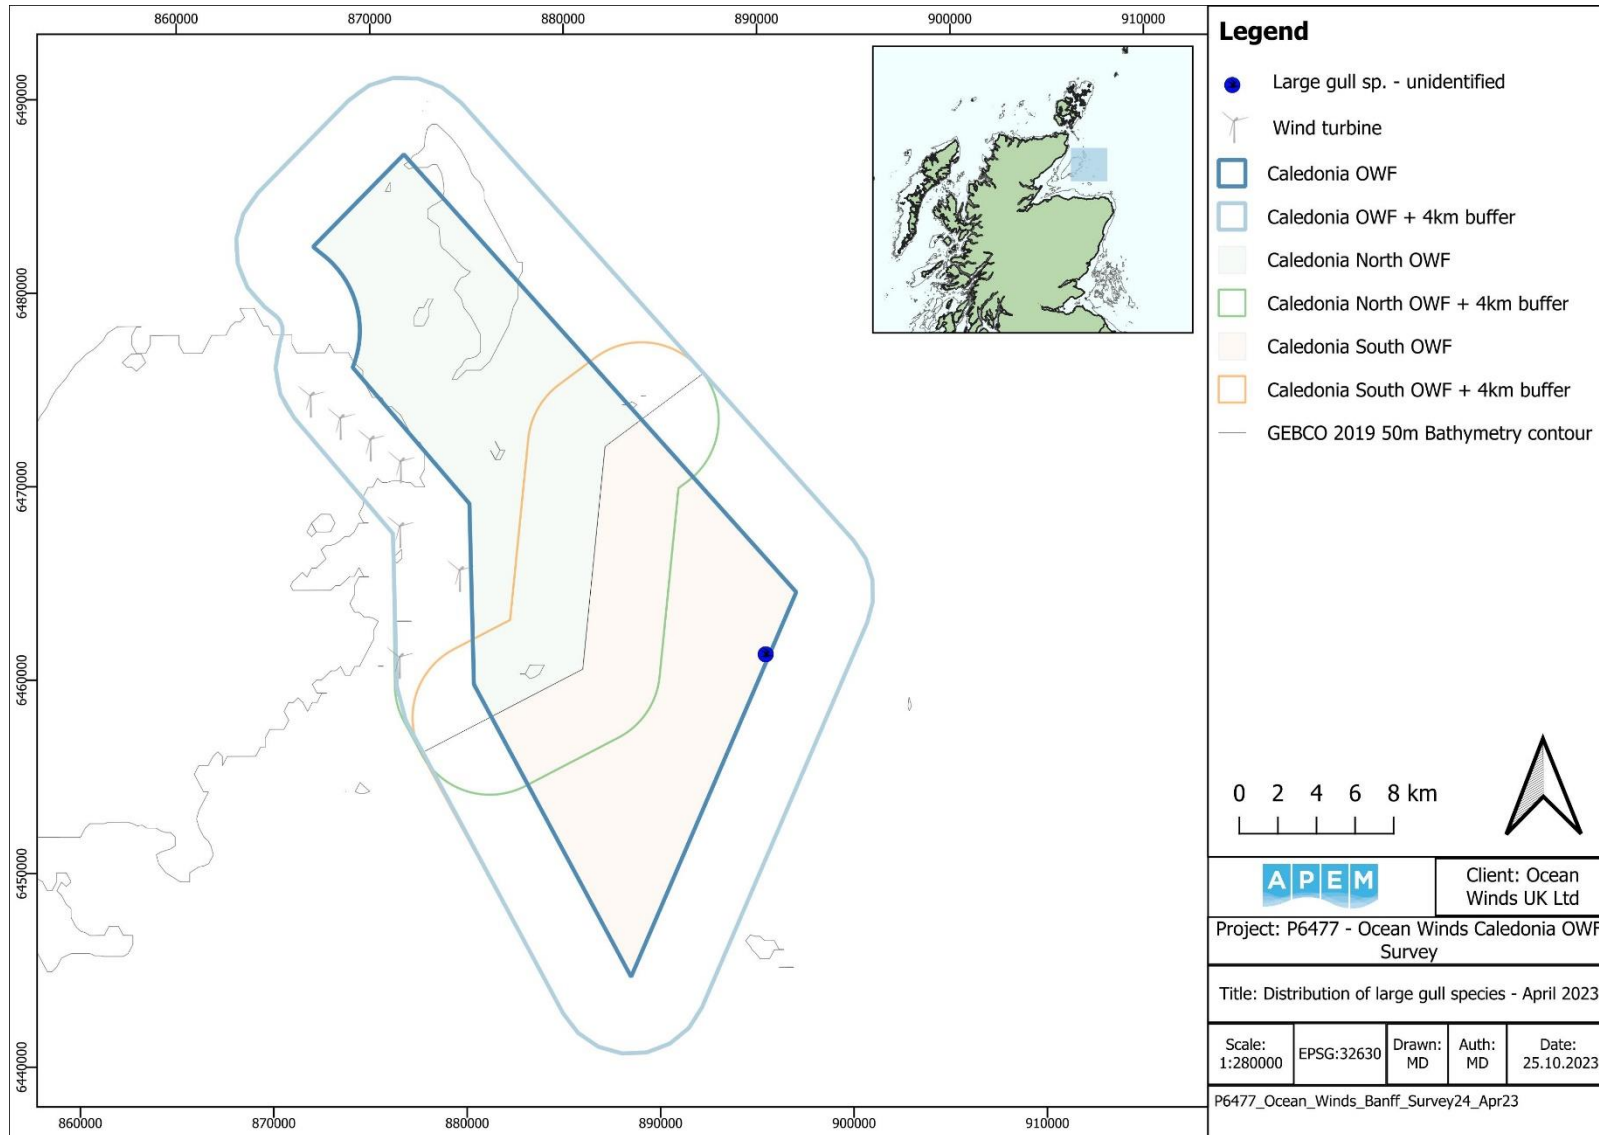 860000 870000 880000 890000 900000 910000
6490000
6480000
6470000
6460000
6450000
6440000
860000 870000 880000 890000 900000 910000
Legend
Large gull sp. - unidentified
Wind turbine
Caledonia OWF
Caledonia OWF + 4km buffer
Caledonia North OWF
Caledonia North OWF + 4km buffer
Caledonia South OWF
Caledonia South OWF + 4km buffer
GEBCO 2019 50m Bathymetry contour
0 2 4 6 8 km
APEM
Client: Ocean
Winds UK Ltd
Project: P6477 - Ocean Winds Caledonia OWF
Survey
Title: Distribution of large gull species - April 2023
Scale:
1:280000
EPSG:32630
Drawn:
MD
Auth:
MD
Date:
25.10.2023
P6477_Ocean_Winds_Banff_Survey24_Apr23